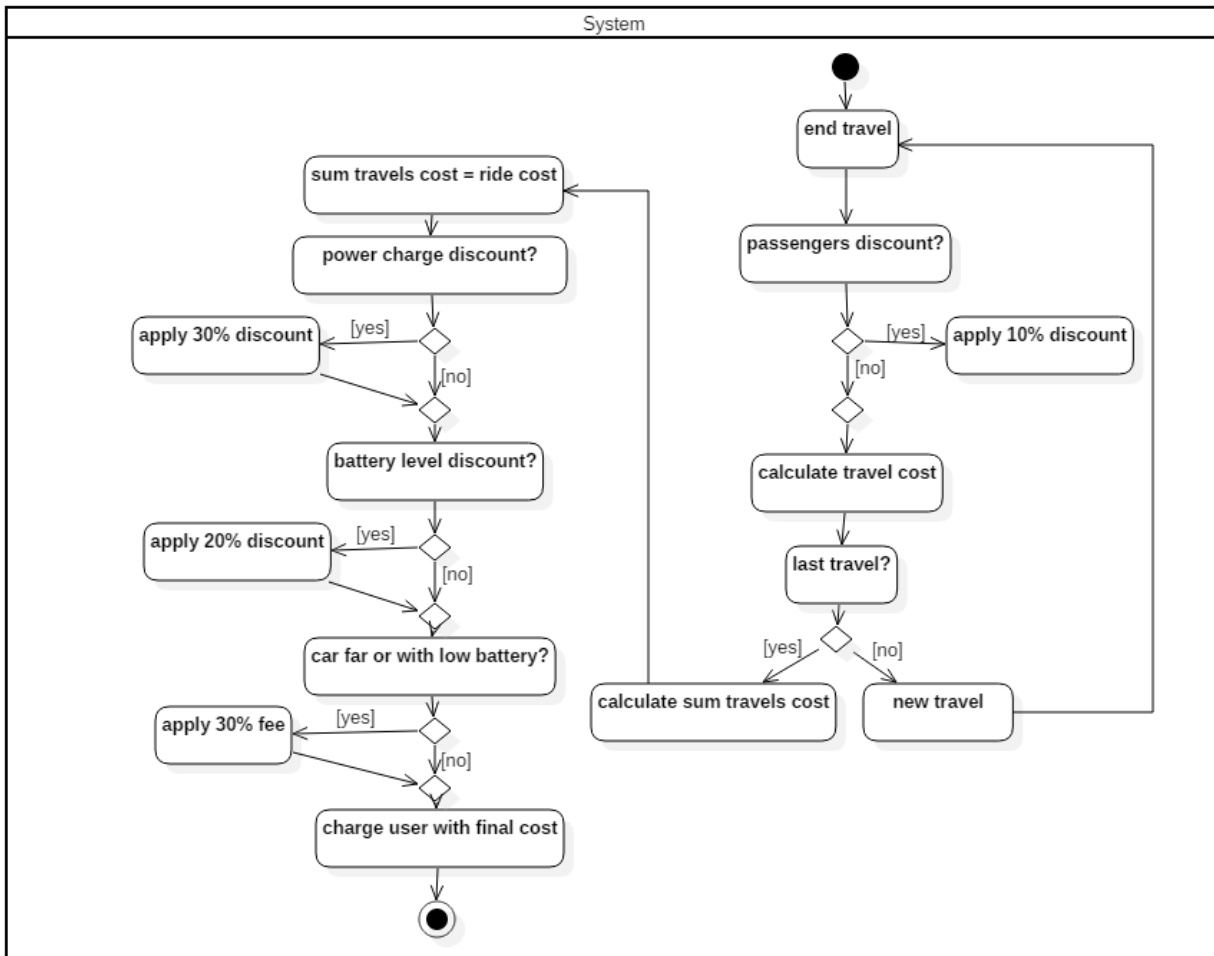 System
end travel
passengers discount?
[yes]
apply 10% discount
[no]
calculate travel cost
last travel?
[yes]
[no]
calculate sum travels cost
new travel
sum travels cost = ride cost
power charge discount?
[yes]
apply 30% discount
[no]
battery level discount?
[yes]
apply 20% discount
[no]
car far or with low battery?
[yes]
apply 30% fee
[no]
charge user with final cost